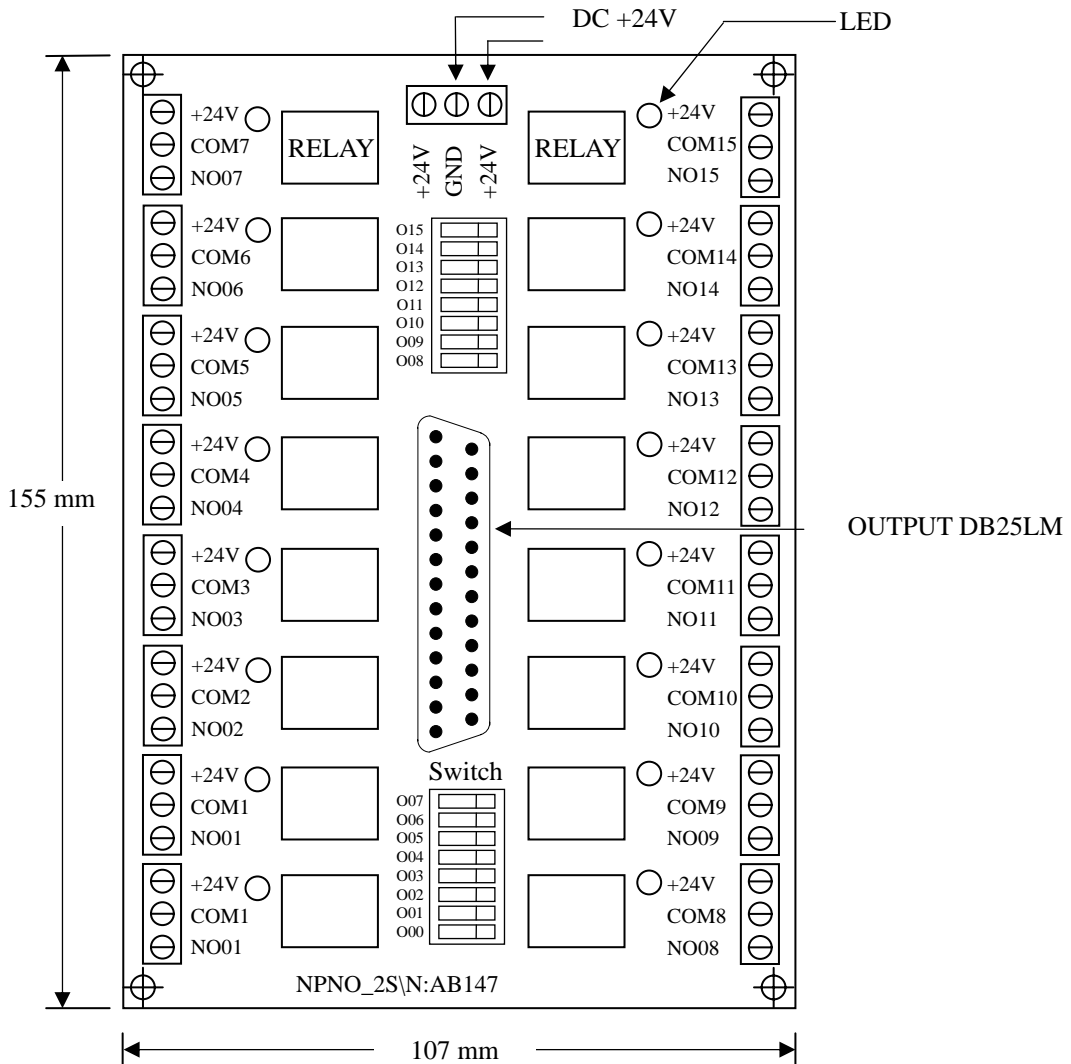 DC +24V
LED
+24V
COM7
NO07
RELAY
+24V
GND
+24V
RELAY
+24V
COM15
NO15
+24V
COM6
NO06
O15
O14
O13
O12
O11
O10
O09
O08
+24V
COM14
NO14
+24V
COM5
NO05
+24V
COM13
NO13
+24V
COM4
NO04
+24V
COM12
NO12
155 mm
OUTPUT DB25LM
+24V
COM3
NO03
+24V
COM11
NO11
+24V
COM2
NO02
+24V
COM10
NO10
Switch
+24V
COM1
NO01
O07
O06
O05
O04
O03
O02
O01
O00
+24V
COM9
NO09
+24V
COM1
NO01
+24V
COM8
NO08
NPNO_2S\N:AB147
107 mm